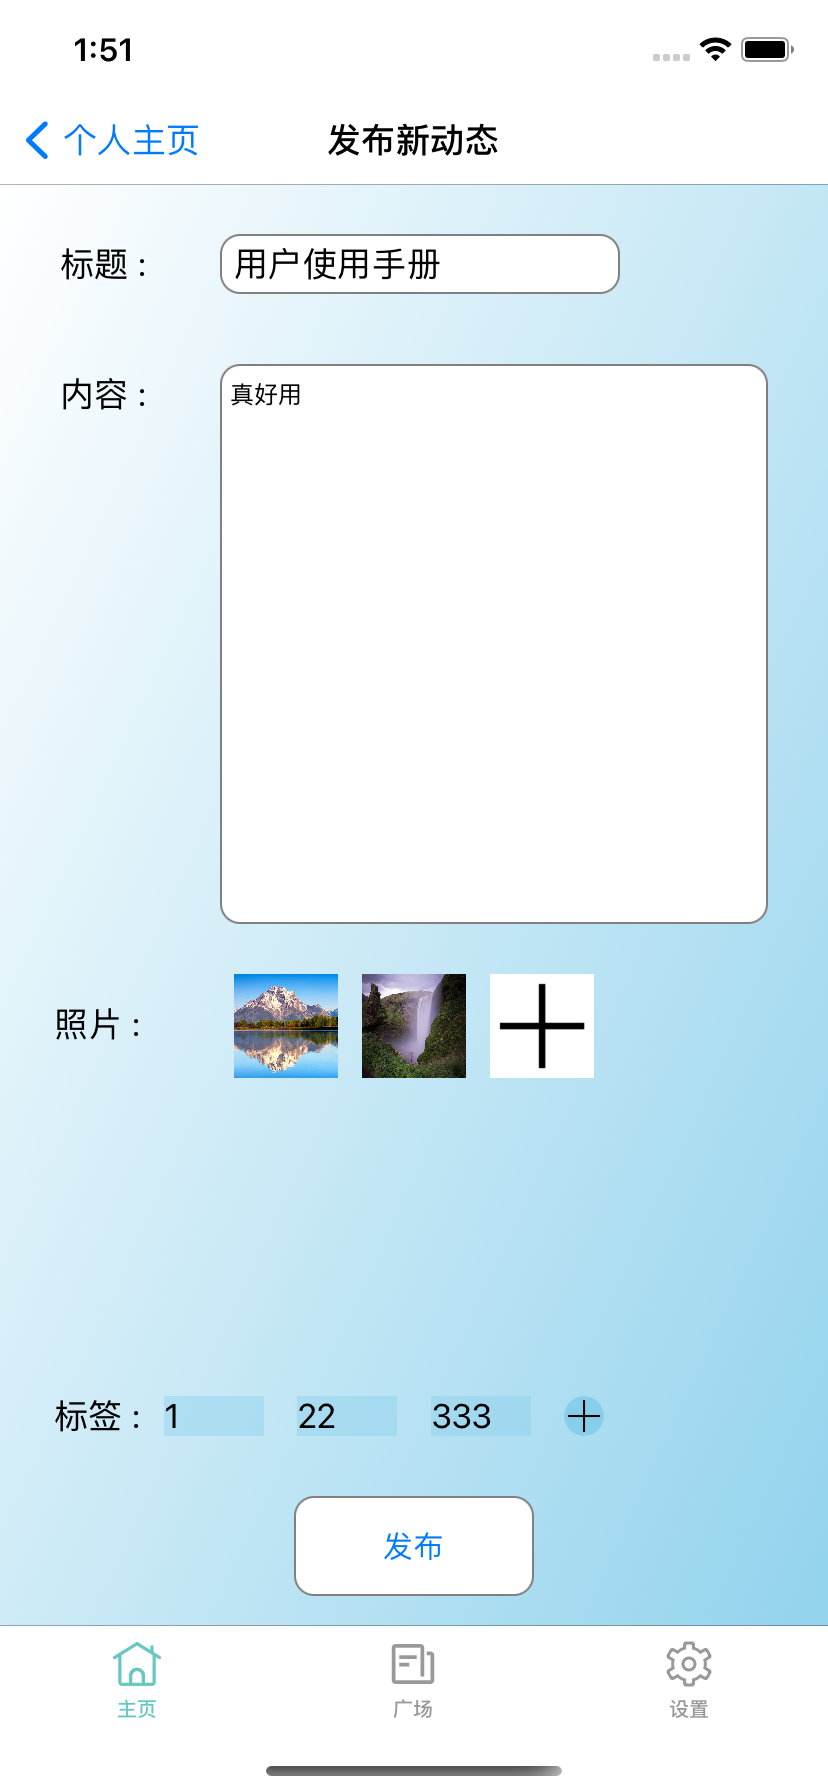 1:51
个人主页 发布新动态
标题： 用户使用手册
内容： 真好用
照片：
标签： 1 22 333
发布
主页 广场 设置